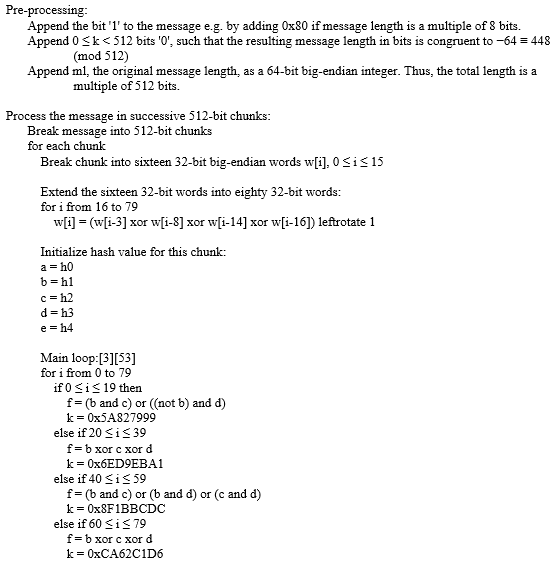 Pre-processing:
Append the bit '1' to the message e.g. by adding 0x80 if message length is a multiple of 8 bits.
Append 0 ≤ k < 512 bits '0', such that the resulting message length in bits is congruent to −64 ≡ 448
(mod 512)
Append ml, the original message length, as a 64-bit big-endian integer. Thus, the total length is a
multiple of 512 bits.
Process the message in successive 512-bit chunks:
Break message into 512-bit chunks
for each chunk
Break chunk into sixteen 32-bit big-endian words w[i], 0 ≤ i ≤ 15
Extend the sixteen 32-bit words into eighty 32-bit words:
for i from 16 to 79
w[i] = (w[i-3] xor w[i-8] xor w[i-14] xor w[i-16]) leftrotate 1
Initialize hash value for this chunk:
a = h0
b = h1
c = h2
d = h3
e = h4
Main loop:[3][53]
for i from 0 to 79
if 0 ≤ i ≤ 19 then
f = (b and c) or ((not b) and d)
k = 0x5A827999
else if 20 ≤ i ≤ 39
f = b xor c xor d
k = 0x6ED9EBA1
else if 40 ≤ i ≤ 59
f = (b and c) or (b and d) or (c and d)
k = 0x8F1BBCDC
else if 60 ≤ i ≤ 79
f = b xor c xor d
k = 0xCA62C1D6